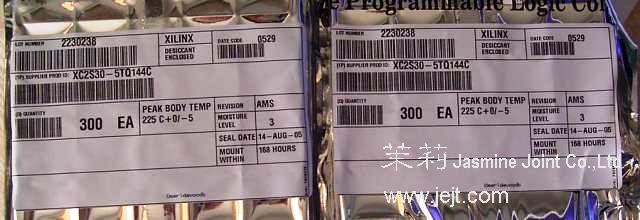 e Programmable Logic Co
LOT NUMBER 2230238 XILINX DATE CODE 0529
DESICCANT ENCLOSED
(1P) SUPPLIER PROD ID: XC2S30-5TQ144C
(Q) QUANTITY 300 EA
PEAK BODY TEMP
225 C+0/-5
REVISION AMS
MOISTURE LEVEL 3
SEAL DATE 14-AUG-05
MOUNT WITHIN 168 HOURS
LOT NUMBER 2230238 XILINX DATE CODE 0529
DESICCANT ENCLOSED
(1P) SUPPLIER PROD ID: XC2S30-5TQ144C
(Q) QUANTITY 300 EA
PEAK BODY TEMP
225 C+0/-5
REVISION AMS
MOISTURE LEVEL 3
SEAL DATE 14-AUG-05
MOUNT WITHIN 168 HOURS
茉莉 Jasmine Joint Co.,Ltd
www.jejt.com